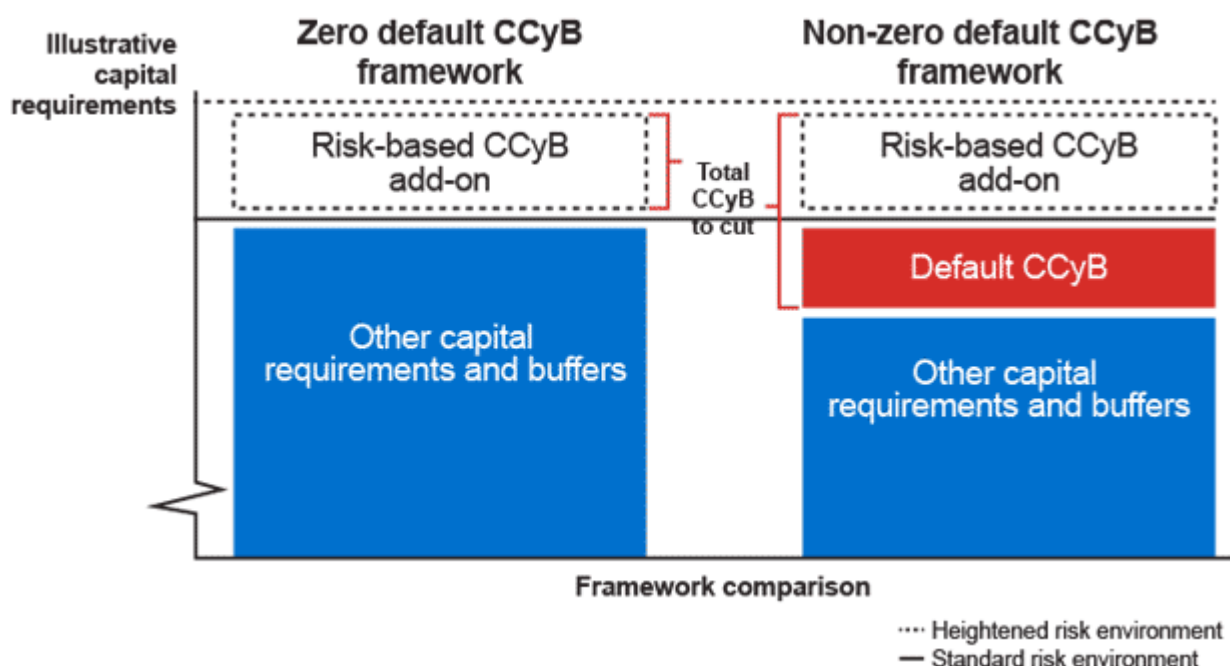 Illustrative
capital
requirements
Zero default CCyB
framework
Non-zero default CCyB
framework
Risk-based CCyB
add-on
Total
CCyB
to cut
Risk-based CCyB
add-on
Default CCyB
Other capital
requirements and buffers
Other capital
requirements and buffers
Framework comparison
Heightened risk environment
Standard risk environment